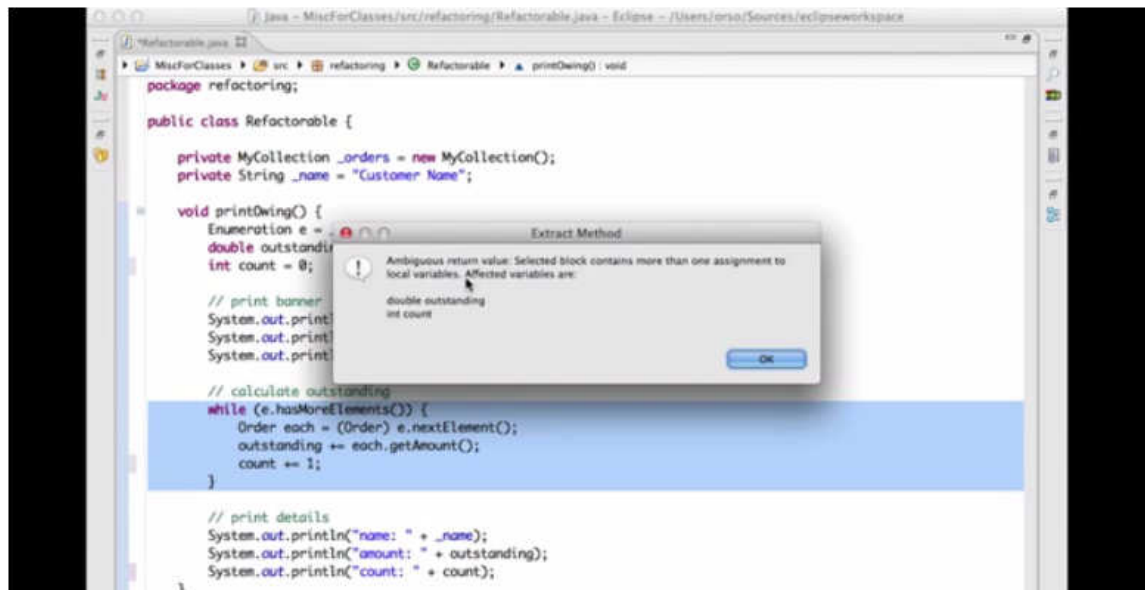 Java - MiscForClasses/src/refactoring/Refactorable.java - Eclipse - /Users/orso/Sources/eclipseworkspace
*Refactorable.java
MiscForClasses src refactoring Refactorable printOwing() : void
package refactoring;
public class Refactorable {
private MyCollection _orders = new MyCollection();
private String _name = "Customer Name";
void printOwing() {
Enumeration e =
double outstandi
int count = 0;
// print banner
System.out.print
System.out.print
System.out.print
Extract Method
Ambiguous return value: Selected block contains more than one assignment to
local variables. Affected variables are:
double outstanding
int count
OK
// calculate outstanding
while (e.hasMoreElements()) {
Order each = (Order) e.nextElement();
outstanding += each.getAmount();
count += 1;
}
// print details
System.out.println("name: " + _name);
System.out.println("amount: " + outstanding);
System.out.println("count: " + count);
}